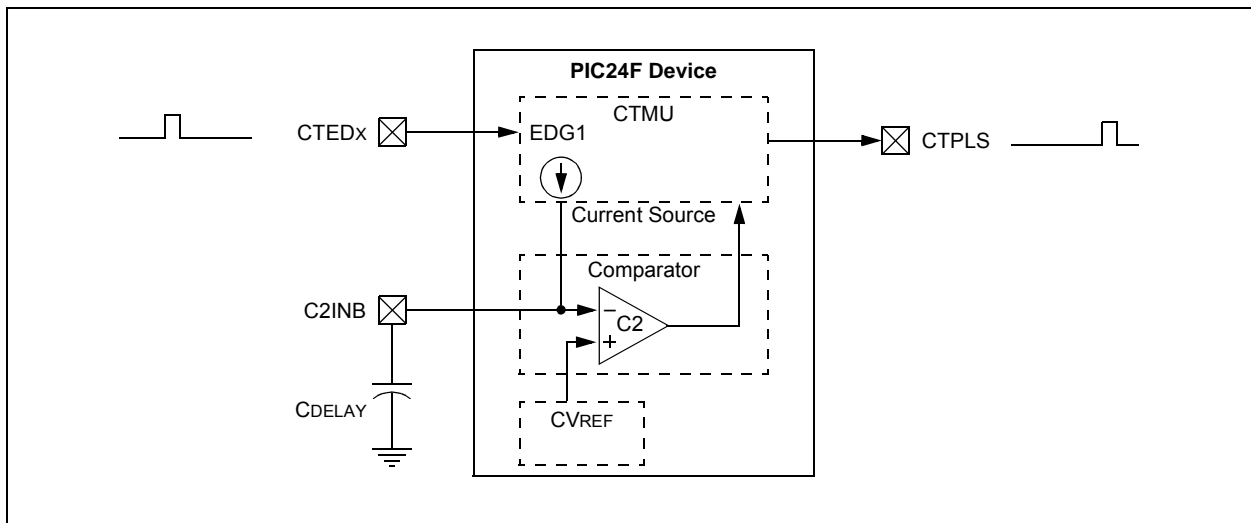 PIC24F Device
CTMU
CTEDX
EDG1
CTPLS
Current Source
Comparator
C2INB
−
C2
+
CDELAY
CVREF